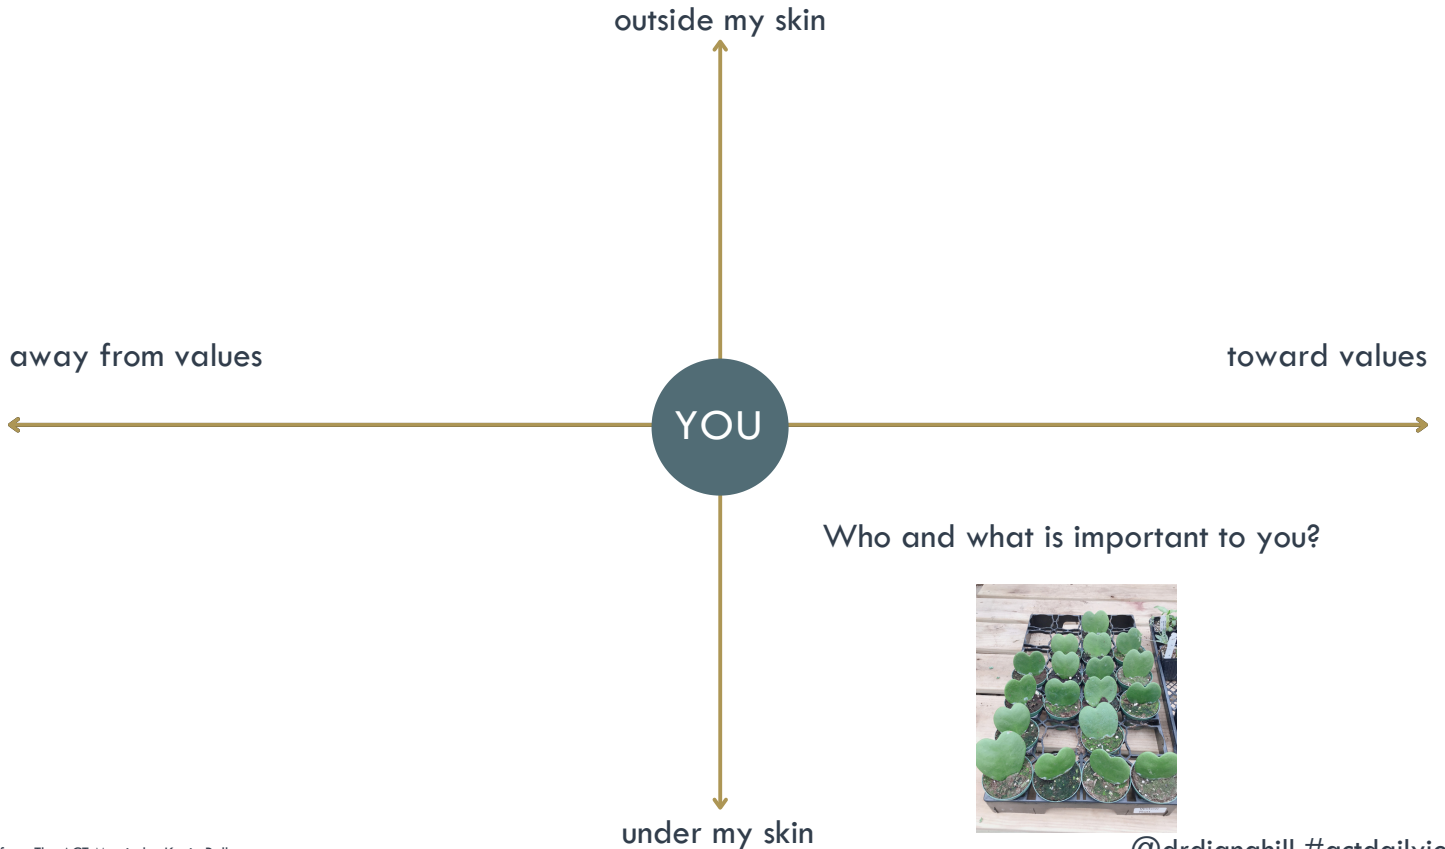 outside my skin
away from values
toward values
YOU
Who and what is important to you?
under my skin